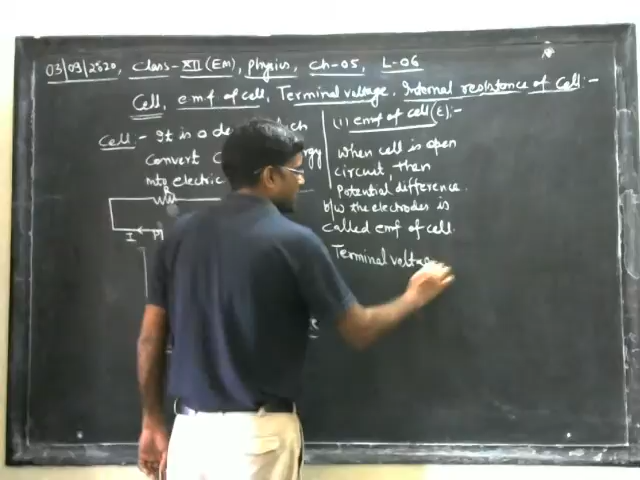 03/09/2020, Class-XII (EM), Physics, Ch-05, L-06
Cell, emf of cell, Terminal voltage, Internal resistance of Cell:-
Cell:- It is a
Convert
into electric
R
I
(1) emf of cell (ε):-
When cell is open
circuit, then
Potential difference
b/w the electrodes is
called emf of cell.
Terminal voltage